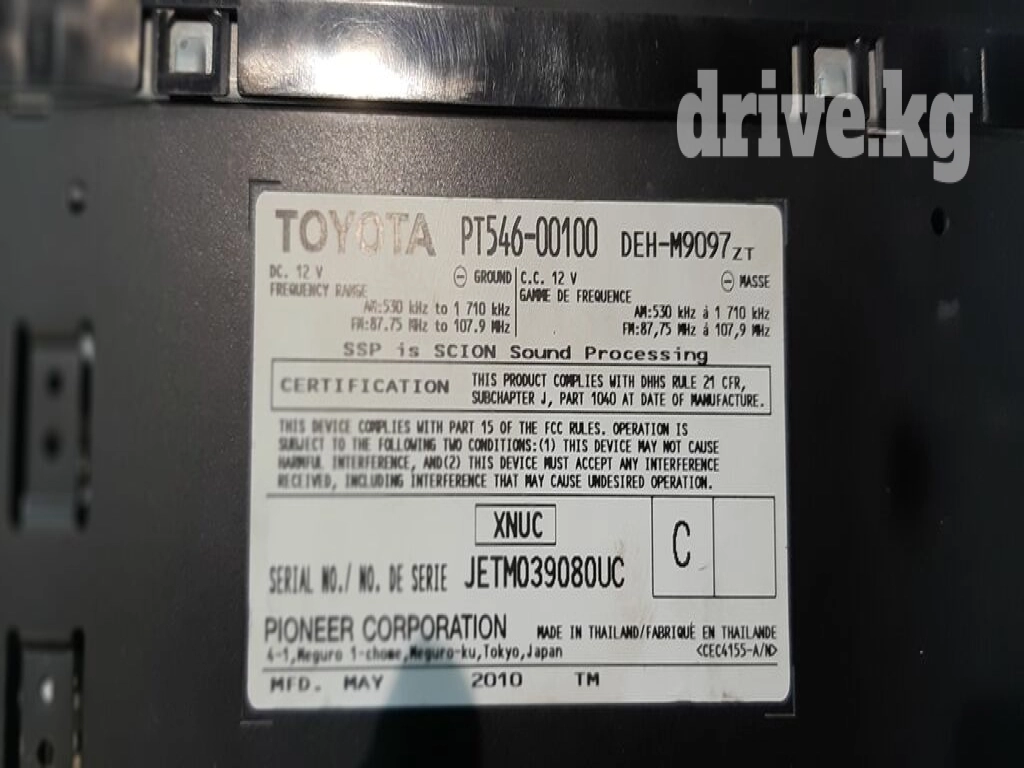 drive.kg
TOYOTA PT546-00100 DEH-M9097ZT
DC. 12 V ⊖ GROUND C.C. 12 V ⊖ MASSE
FREQUENCY RANGE GAMME DE FREQUENCE
AM:530 kHz to 1 710 kHz AM:530 kHz á 1 710 kHz
FM:87.75 MHz to 107.9 MHz FM:87,75 MHz á 107,9 MHz
SSP is SCION Sound Processing
CERTIFICATION THIS PRODUCT COMPLIES WITH DHHS RULE 21 CFR,
SUBCHAPTER J, PART 1040 AT DATE OF MANUFACTURE.
THIS DEVICE COMPLIES WITH PART 15 OF THE FCC RULES. OPERATION IS
SUBJECT TO THE FOLLOWING TWO CONDITIONS:(1) THIS DEVICE MAY NOT CAUSE
HARMFUL INTERFERENCE, AND(2) THIS DEVICE MUST ACCEPT ANY INTERFERENCE
RECEIVED, INCLUDING INTERFERENCE THAT MAY CAUSE UNDESIRED OPERATION.
XNUC
C
SERIAL NO./ NO. DE SERIE JETM039080UC
PIONEER CORPORATION MADE IN THAILAND/FABRIQUÉ EN THAILANDE
4-1,Meguro 1-chome,Meguro-ku,Tokyo,Japan <CEC4155-A/N>
MFD. MAY 2010 TM